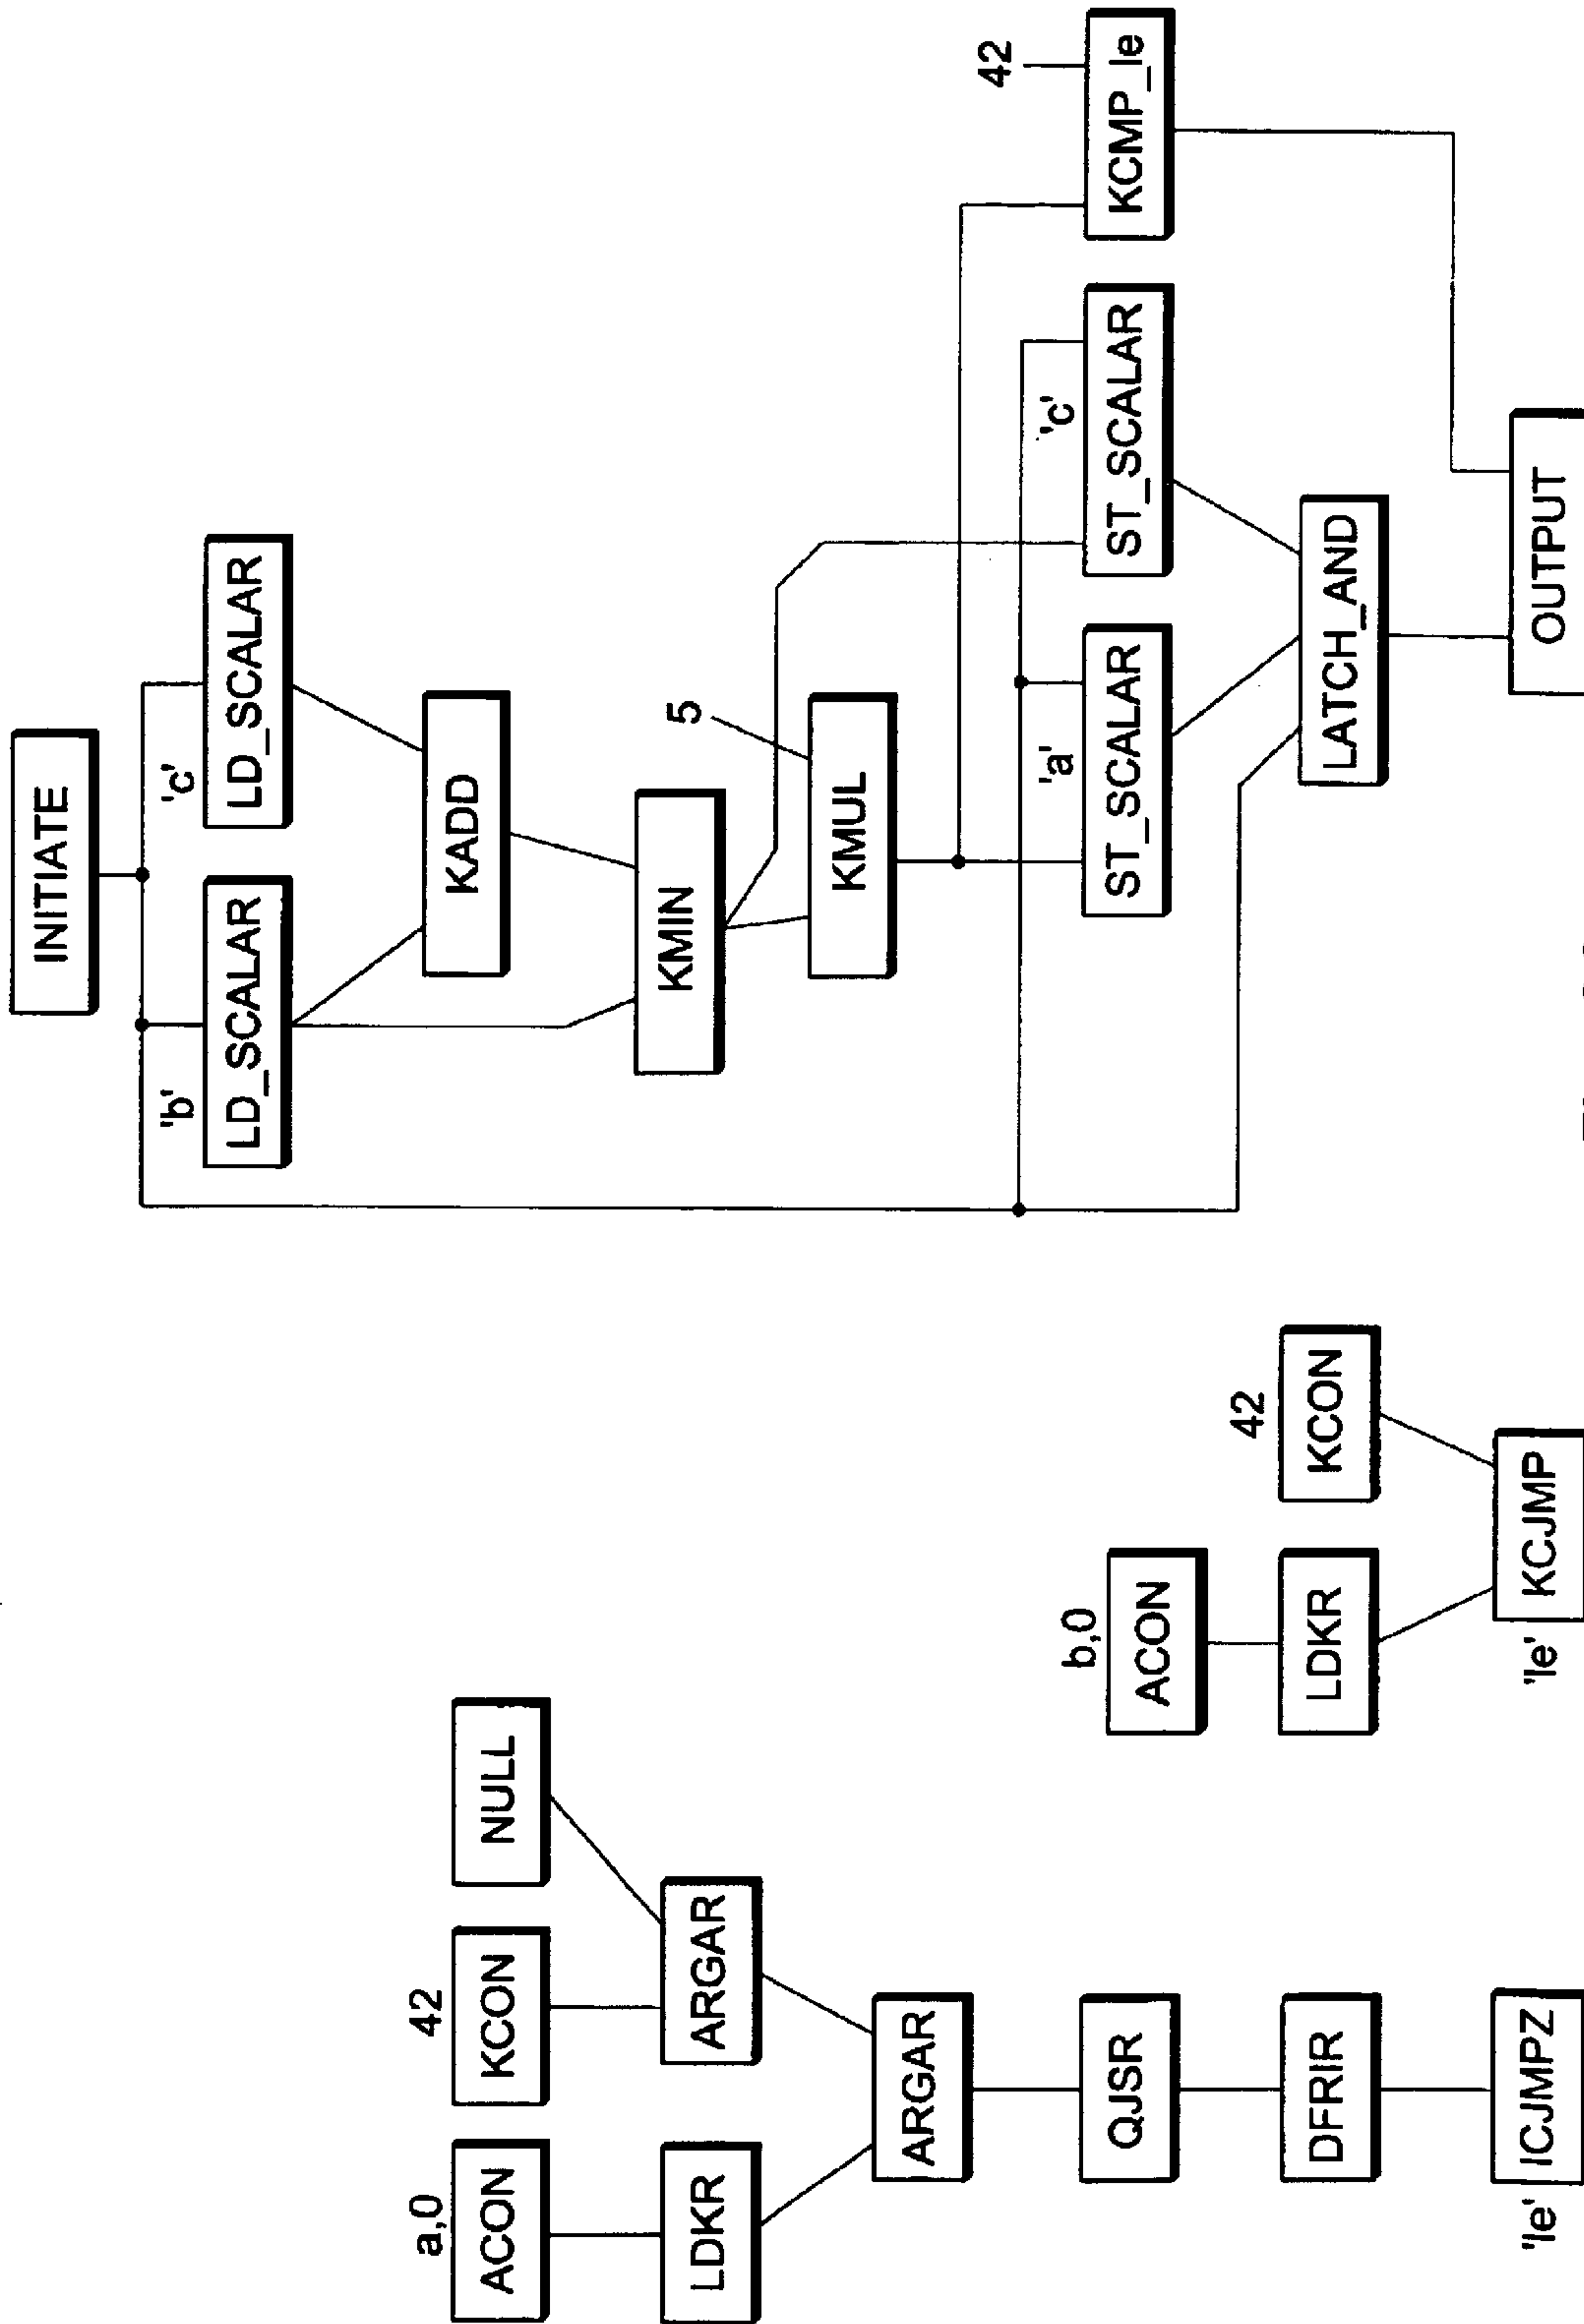 a,0
42
ACON
KCON
NULL
LDKR
ARGAR
ARGAR
QJSR
DFRIR
'le' ICJMPZ
b,0
ACON
42
LDKR
KCON
'le' KCJMP
INITIATE
'b'
'c'
LD_SCALAR
LD_SCALAR
KADD
KMIN
5
KMUL
42
'a'
'c'
ST_SCALAR
ST_SCALAR
KCMP_le
LATCH_AND
OUTPUT